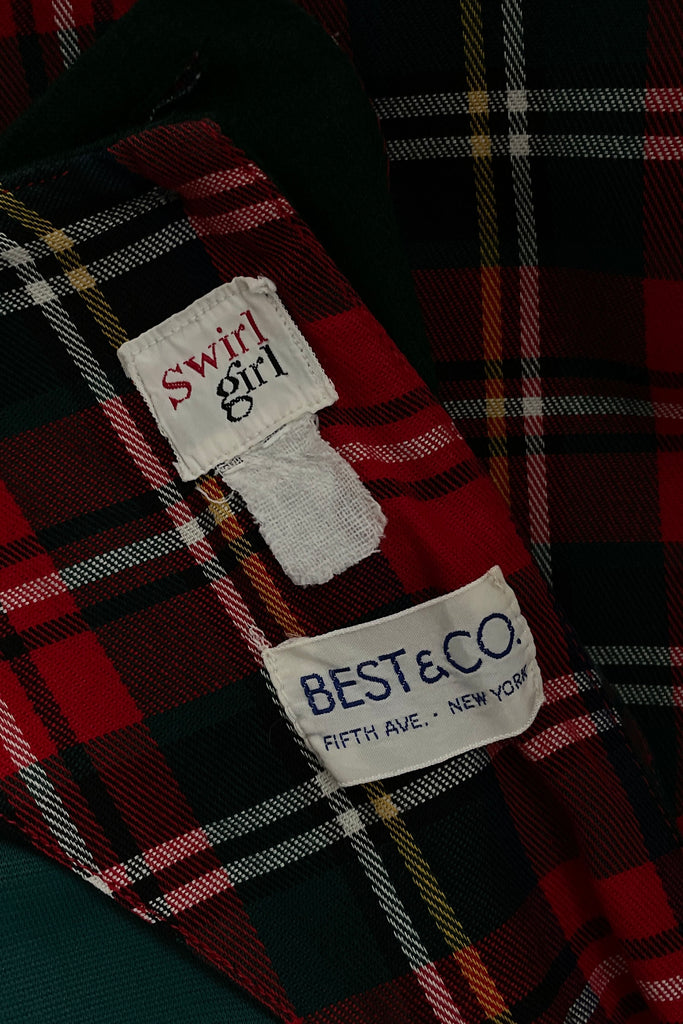 swirl
girl
BEST & CO.
FIFTH AVE. · NEW YORK